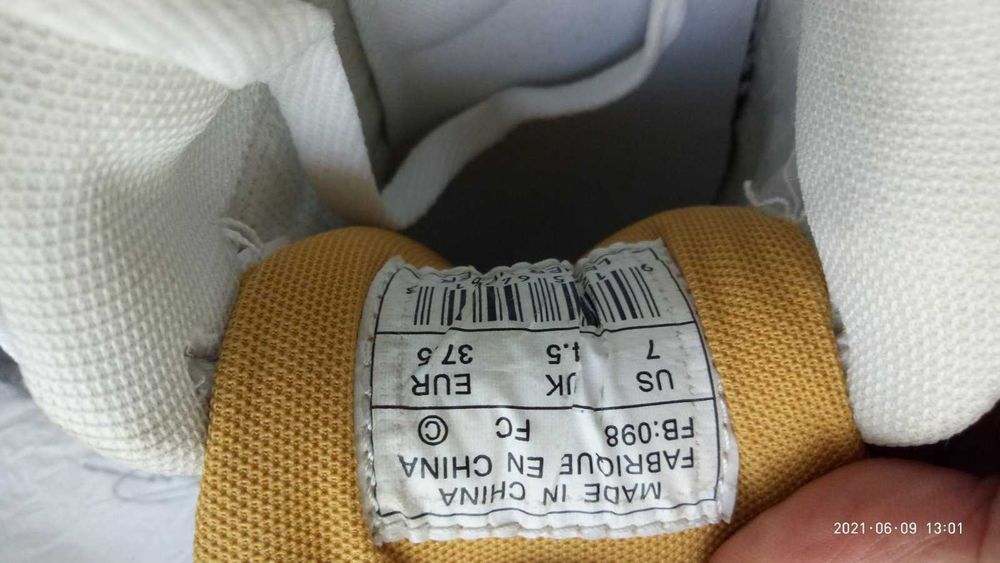 MADE IN CHINA
FABRIQUE EN CHINA
FB:098 FC ©
US UK EUR
7 4.5 37.5
2021·06·09 13:01